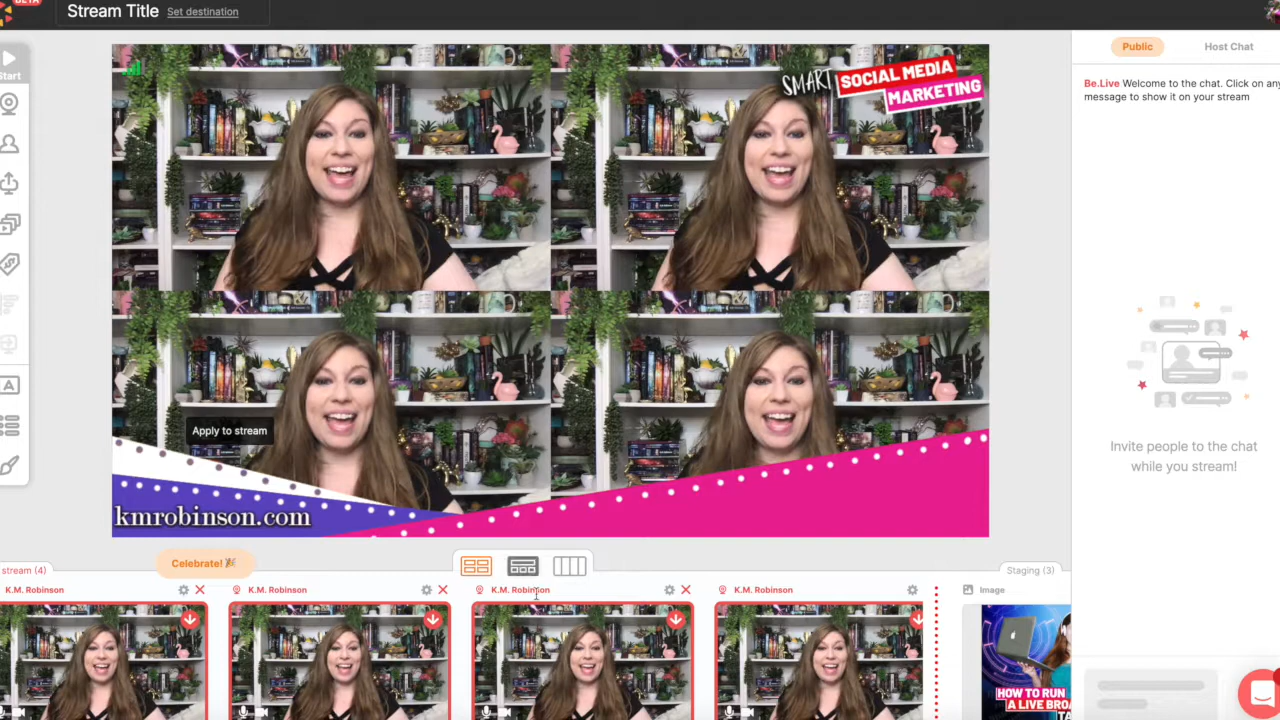 BETA
Stream Title Set destination
Start
SMART SOCIAL MEDIA
MARKETING
Apply to stream
kmrobinson.com
Public Host Chat
Be.Live Welcome to the chat. Click on any
message to show it on your stream
Invite people to the chat
while you stream!
stream (4)
Celebrate!
Staging (3)
K.M. Robinson
K.M. Robinson
K.M. Robinson
K.M. Robinson
Image
HOW TO RUN
A LIVE